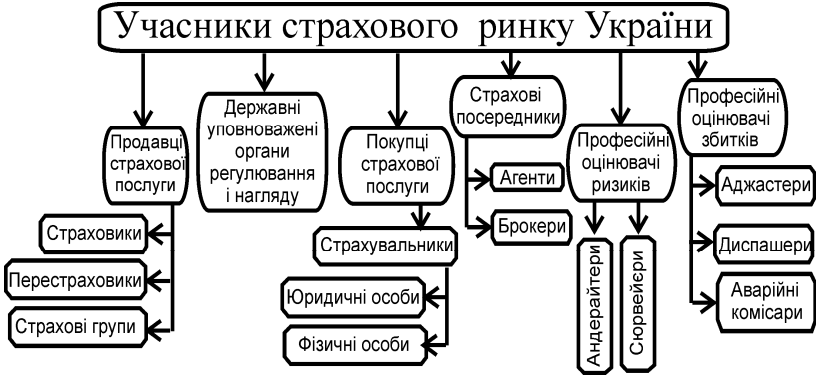 Учасники страхового ринку України
Продавці
страхової
послуги
Страховики
Перестраховики
Страхові групи
Державні
уповноважені
органи
регулювання
і нагляду
Покупці
страхової
послуги
Страхувальники
Юридичні особи
Фізичні особи
Страхові
посередники
Агенти
Брокери
Професійні
оцінювачі
ризиків
Андерайтери
Сюрвейєри
Професійні
оцінювачі
збитків
Аджастери
Диспашери
Аварійні
комісари